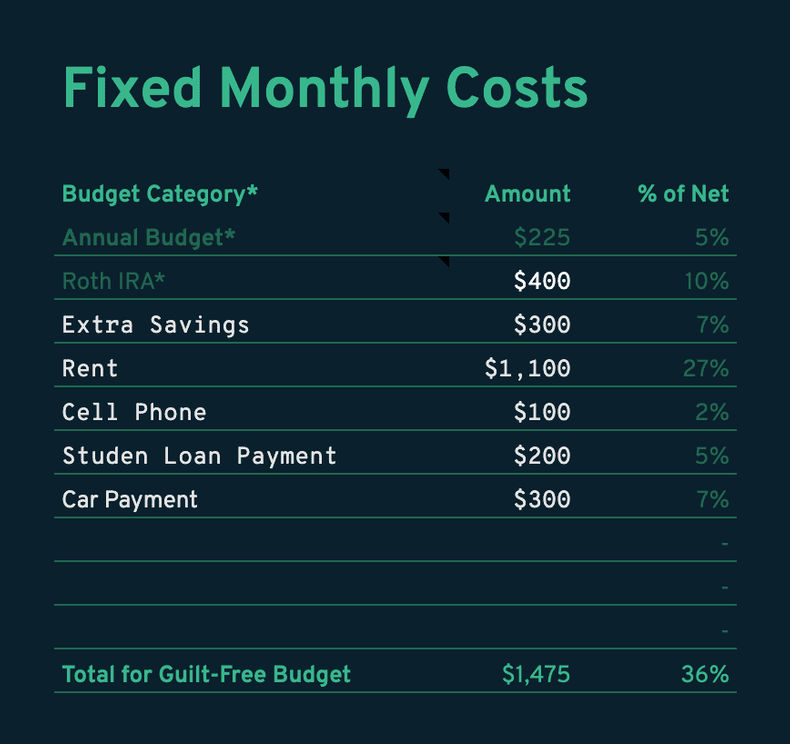 Fixed Monthly Costs
Budget Category* Amount % of Net
Annual Budget* $225 5%
Roth IRA* $400 10%
Extra Savings $300 7%
Rent $1,100 27%
Cell Phone $100 2%
Studen Loan Payment $200 5%
Car Payment $300 7%
-
-
-
Total for Guilt-Free Budget $1,475 36%